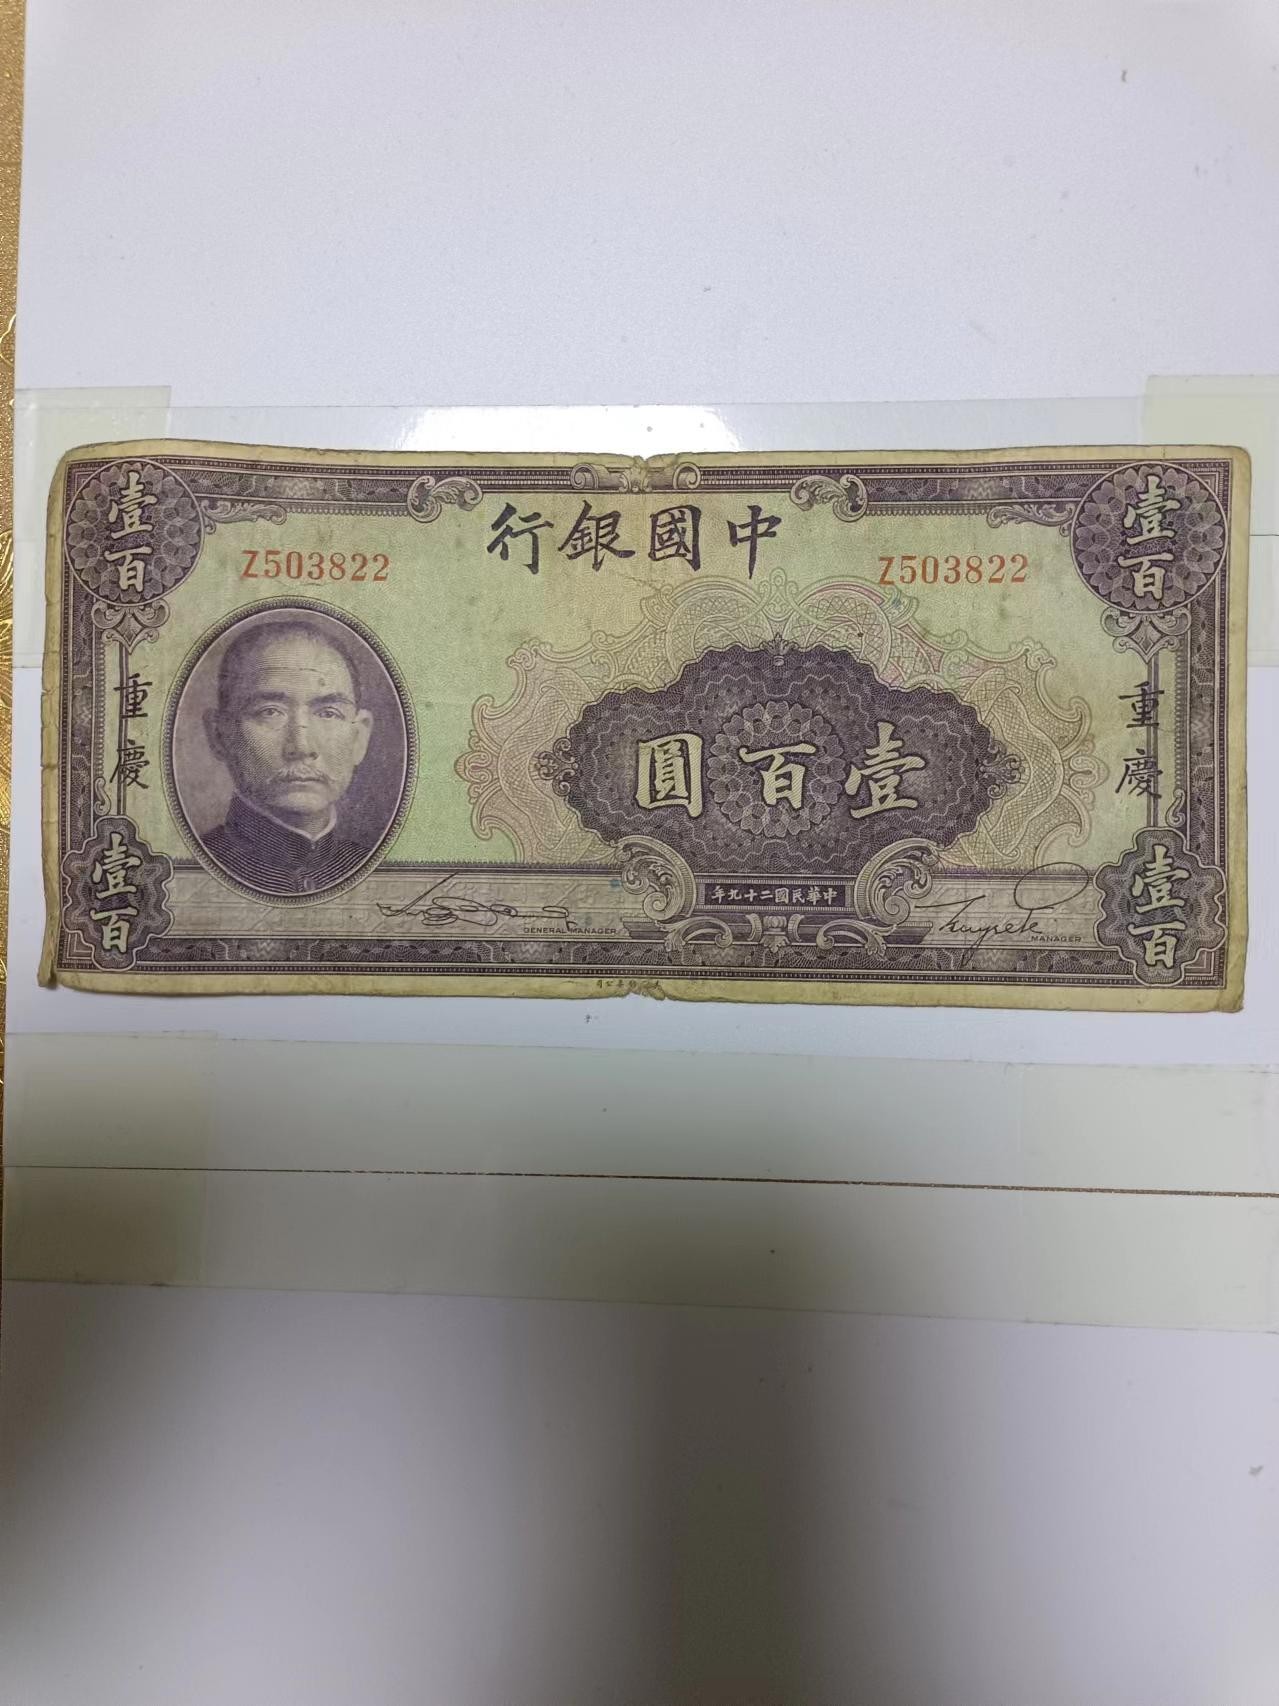 中國銀行
壹百
壹百
Z503822
Z503822
重慶
重慶
壹百圓
壹百
壹百
中華民國二十九年
GENERAL MANAGER
MANAGER